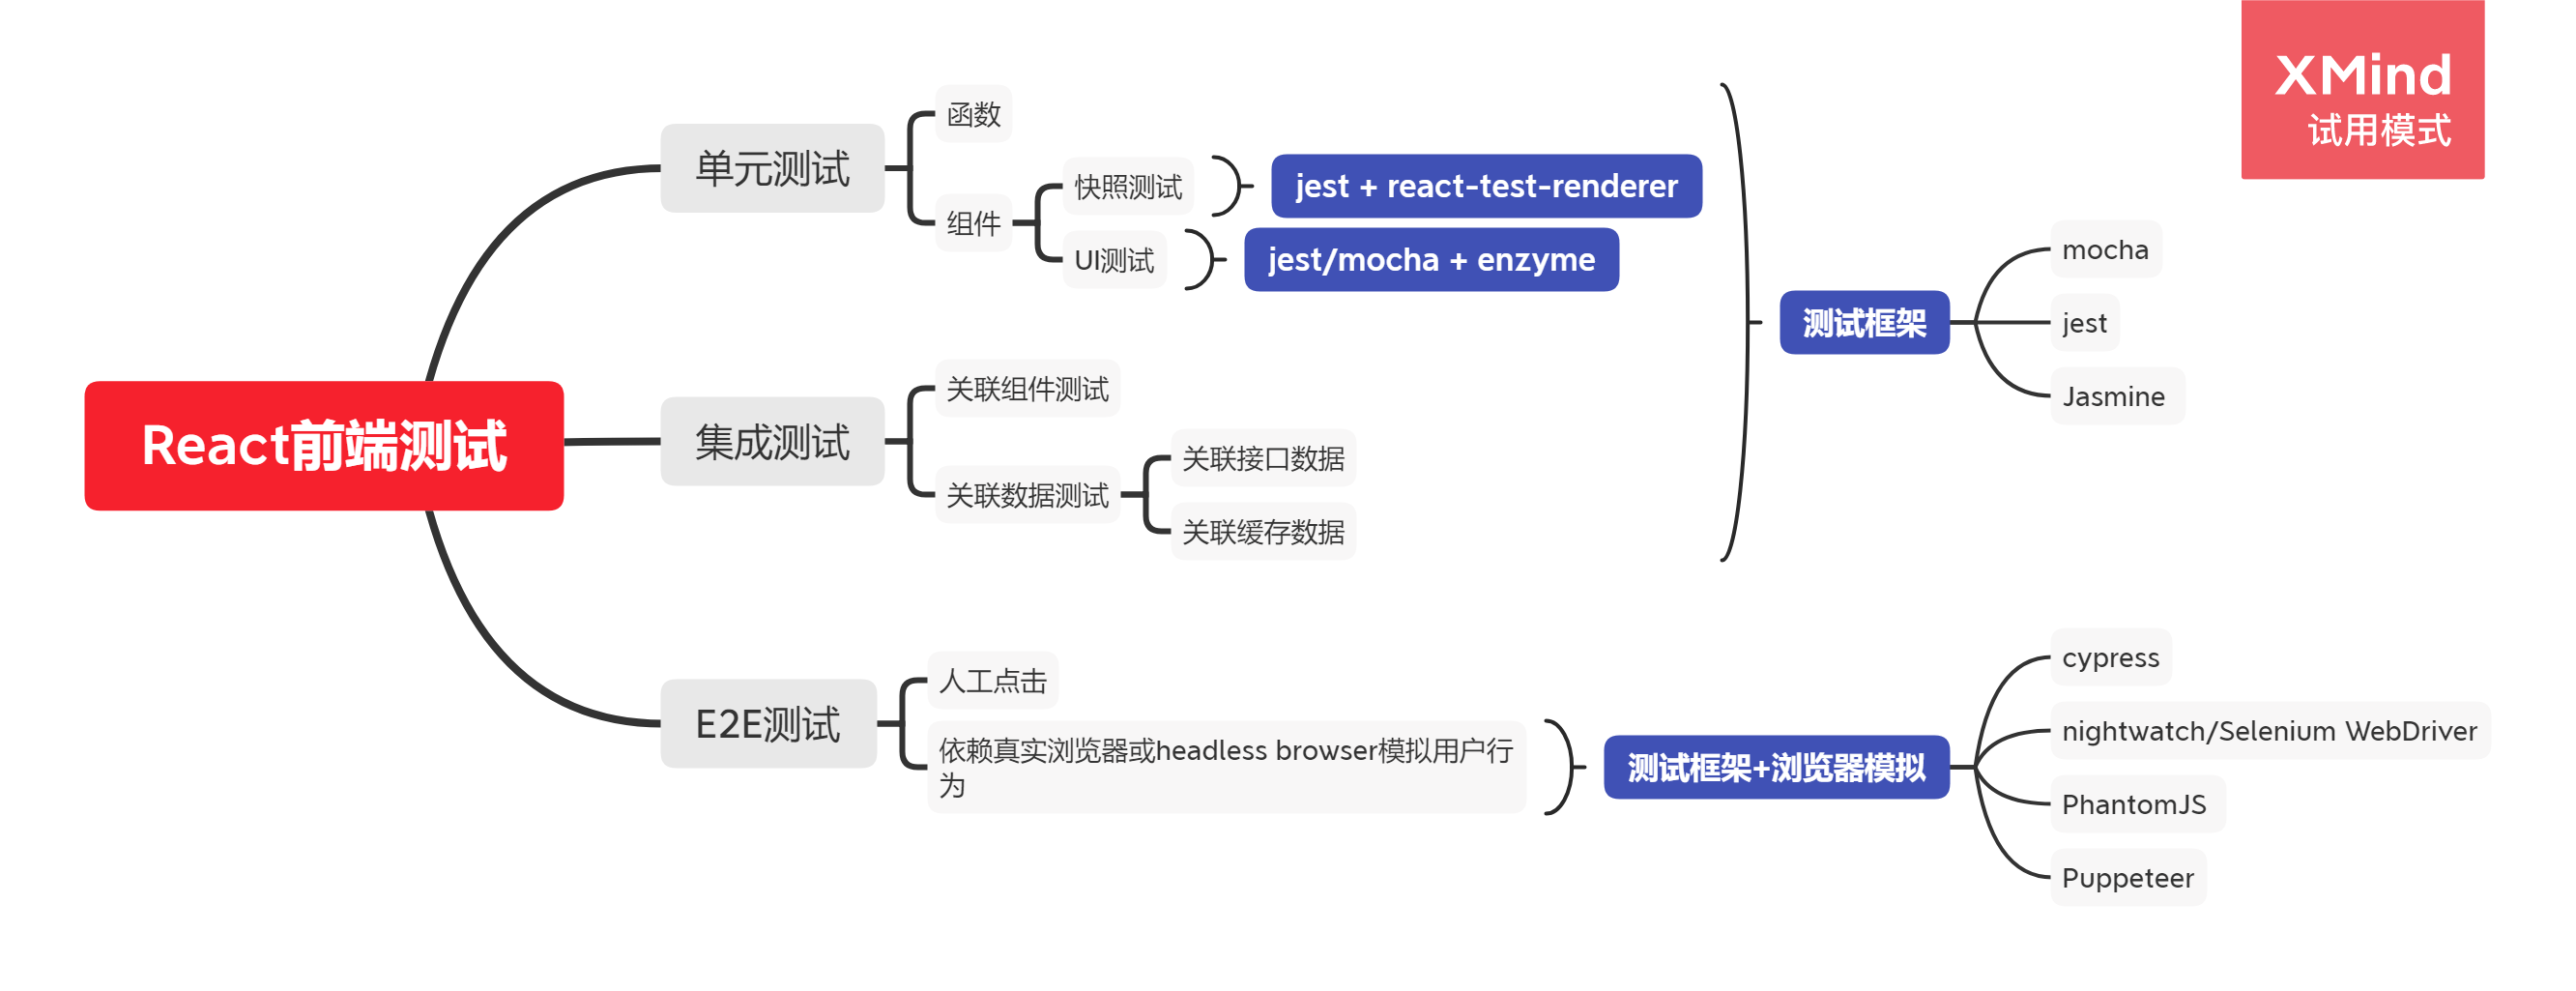 XMind
试用模式
React前端测试
单元测试
函数
组件
快照测试
jest + react-test-renderer
UI测试
jest/mocha + enzyme
集成测试
关联组件测试
关联数据测试
关联接口数据
关联缓存数据
测试框架
mocha
jest
Jasmine
E2E测试
人工点击
依赖真实浏览器或headless browser模拟用户行
为
测试框架+浏览器模拟
cypress
nightwatch/Selenium WebDriver
PhantomJS
Puppeteer